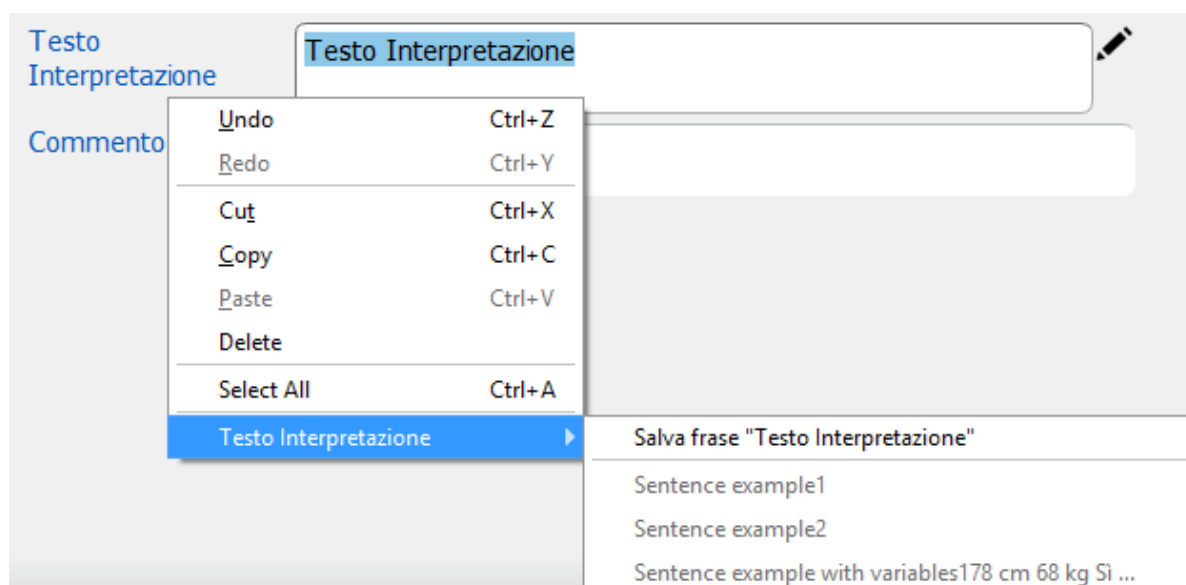 Testo
Interpretazione
Testo Interpretazione
Commento
Undo Ctrl+Z
Redo Ctrl+Y
Cut Ctrl+X
Copy Ctrl+C
Paste Ctrl+V
Delete
Select All Ctrl+A
Testo Interpretazione
Salva frase "Testo Interpretazione"
Sentence example1
Sentence example2
Sentence example with variables178 cm 68 kg Sì ...